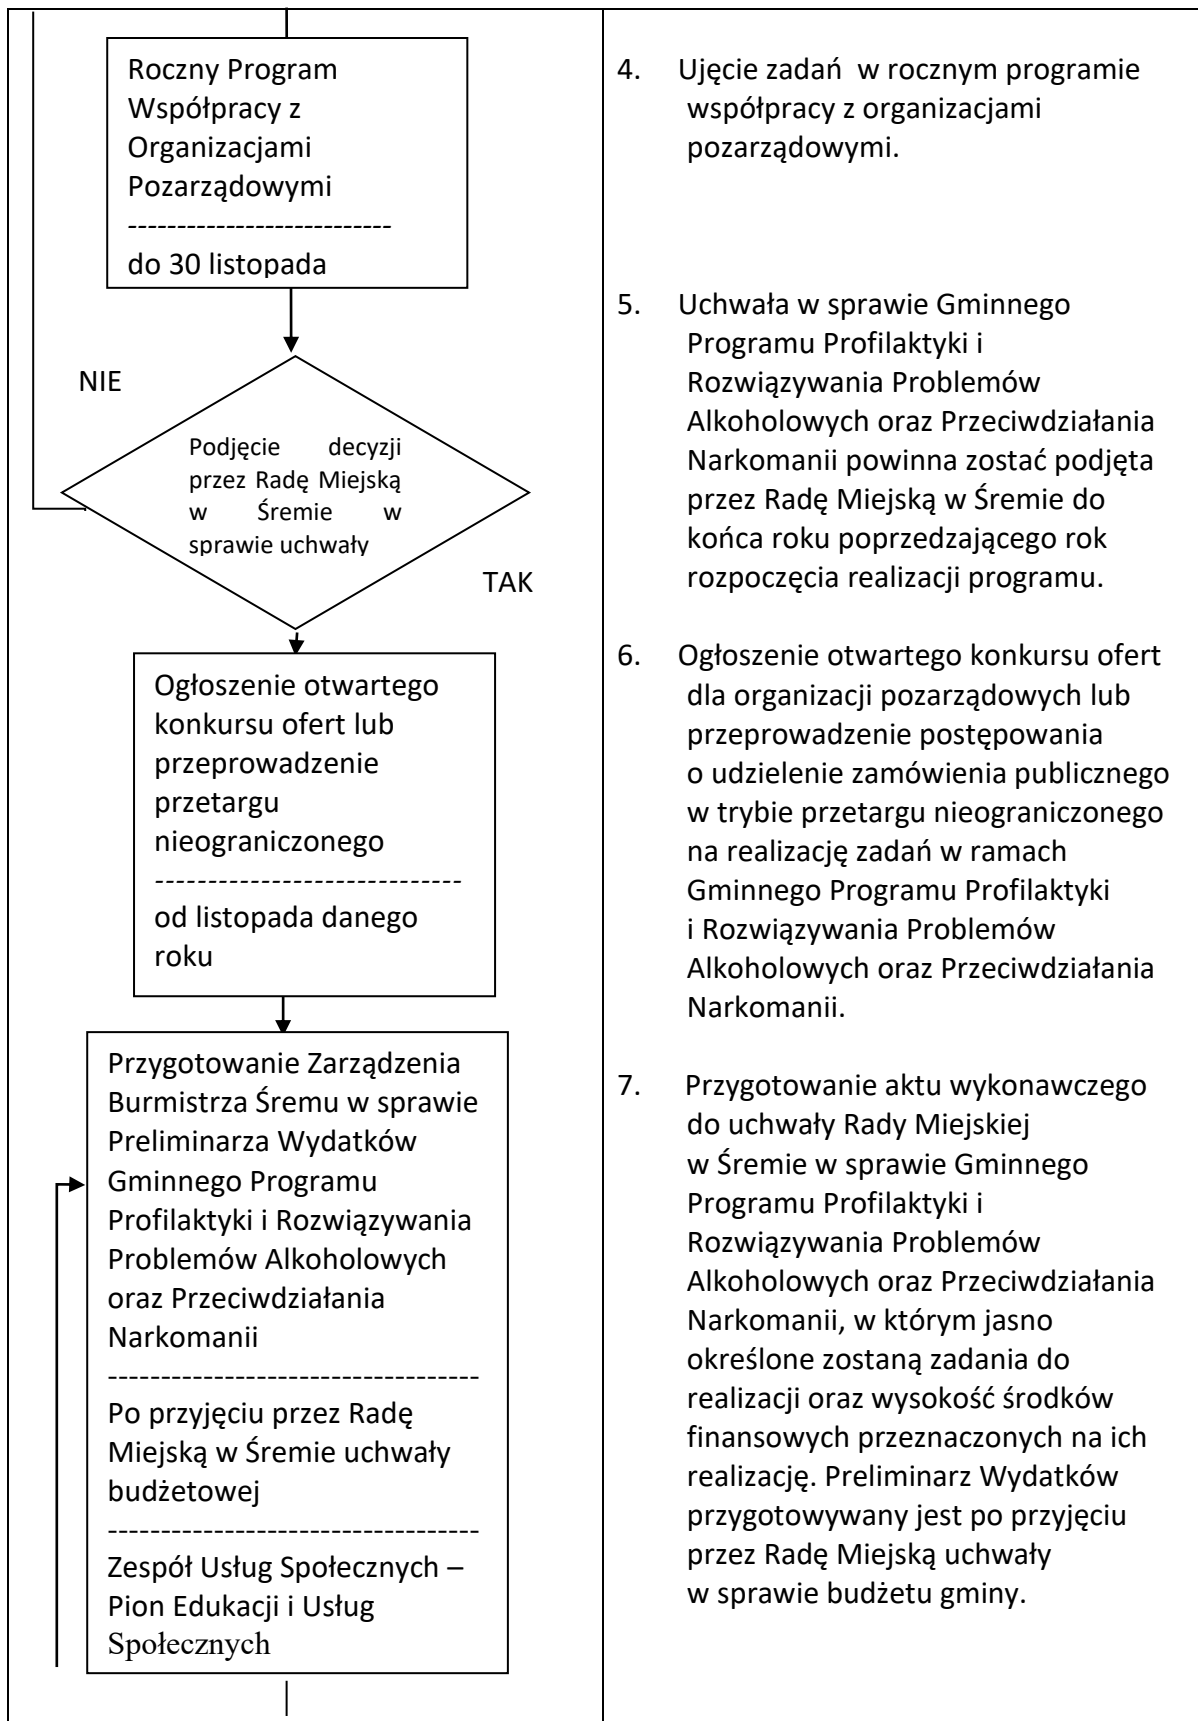 Roczny Program
Współpracy z
Organizacjami
Pozarządowymi
---------------------------
do 30 listopada
NIE
Podjęcie decyzji
przez Radę Miejską
w Śremie w
sprawie uchwały
TAK
Ogłoszenie otwartego
konkursu ofert lub
przeprowadzenie
przetargu
nieograniczonego
-----------------------------
od listopada danego
roku
Przygotowanie Zarządzenia
Burmistrza Śremu w sprawie
Preliminarza Wydatków
Gminnego Programu
Profilaktyki i Rozwiązywania
Problemów Alkoholowych
oraz Przeciwdziałania
Narkomanii
-----------------------------------
Po przyjęciu przez Radę
Miejską w Śremie uchwały
budżetowej
-----------------------------------
Zespół Usług Społecznych –
Pion Edukacji i Usług
Społecznych
4. Ujęcie zadań w rocznym programie
współpracy z organizacjami
pozarządowymi.
5. Uchwała w sprawie Gminnego
Programu Profilaktyki i
Rozwiązywania Problemów
Alkoholowych oraz Przeciwdziałania
Narkomanii powinna zostać podjęta
przez Radę Miejską w Śremie do
końca roku poprzedzającego rok
rozpoczęcia realizacji programu.
6. Ogłoszenie otwartego konkursu ofert
dla organizacji pozarządowych lub
przeprowadzenie postępowania
o udzielenie zamówienia publicznego
w trybie przetargu nieograniczonego
na realizację zadań w ramach
Gminnego Programu Profilaktyki
i Rozwiązywania Problemów
Alkoholowych oraz Przeciwdziałania
Narkomanii.
7. Przygotowanie aktu wykonawczego
do uchwały Rady Miejskiej
w Śremie w sprawie Gminnego
Programu Profilaktyki i
Rozwiązywania Problemów
Alkoholowych oraz Przeciwdziałania
Narkomanii, w którym jasno
określone zostaną zadania do
realizacji oraz wysokość środków
finansowych przeznaczonych na ich
realizację. Preliminarz Wydatków
przygotowywany jest po przyjęciu
przez Radę Miejską uchwały
w sprawie budżetu gminy.